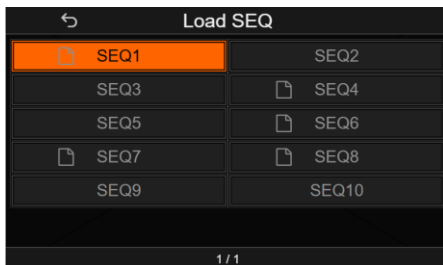 Load SEQ
SEQ1 SEQ2
SEQ3 SEQ4
SEQ5 SEQ6
SEQ7 SEQ8
SEQ9 SEQ10
1/1